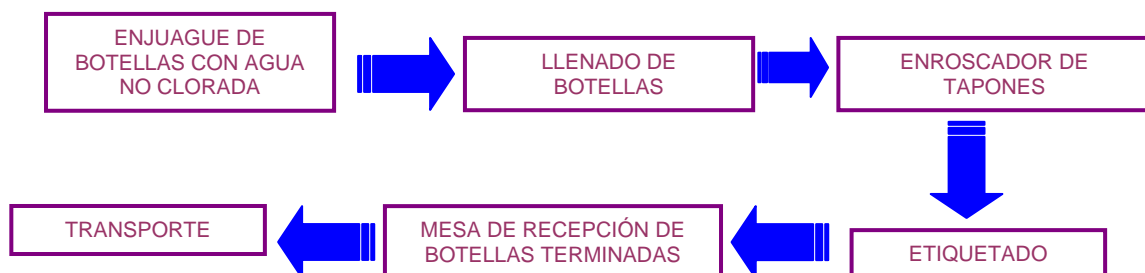 ENJUAGUE DE
BOTELLAS CON AGUA
NO CLORADA
LLENADO DE
BOTELLAS
ENROSCADOR DE
TAPONES
ETIQUETADO
MESA DE RECEPCIÓN DE
BOTELLAS TERMINADAS
TRANSPORTE